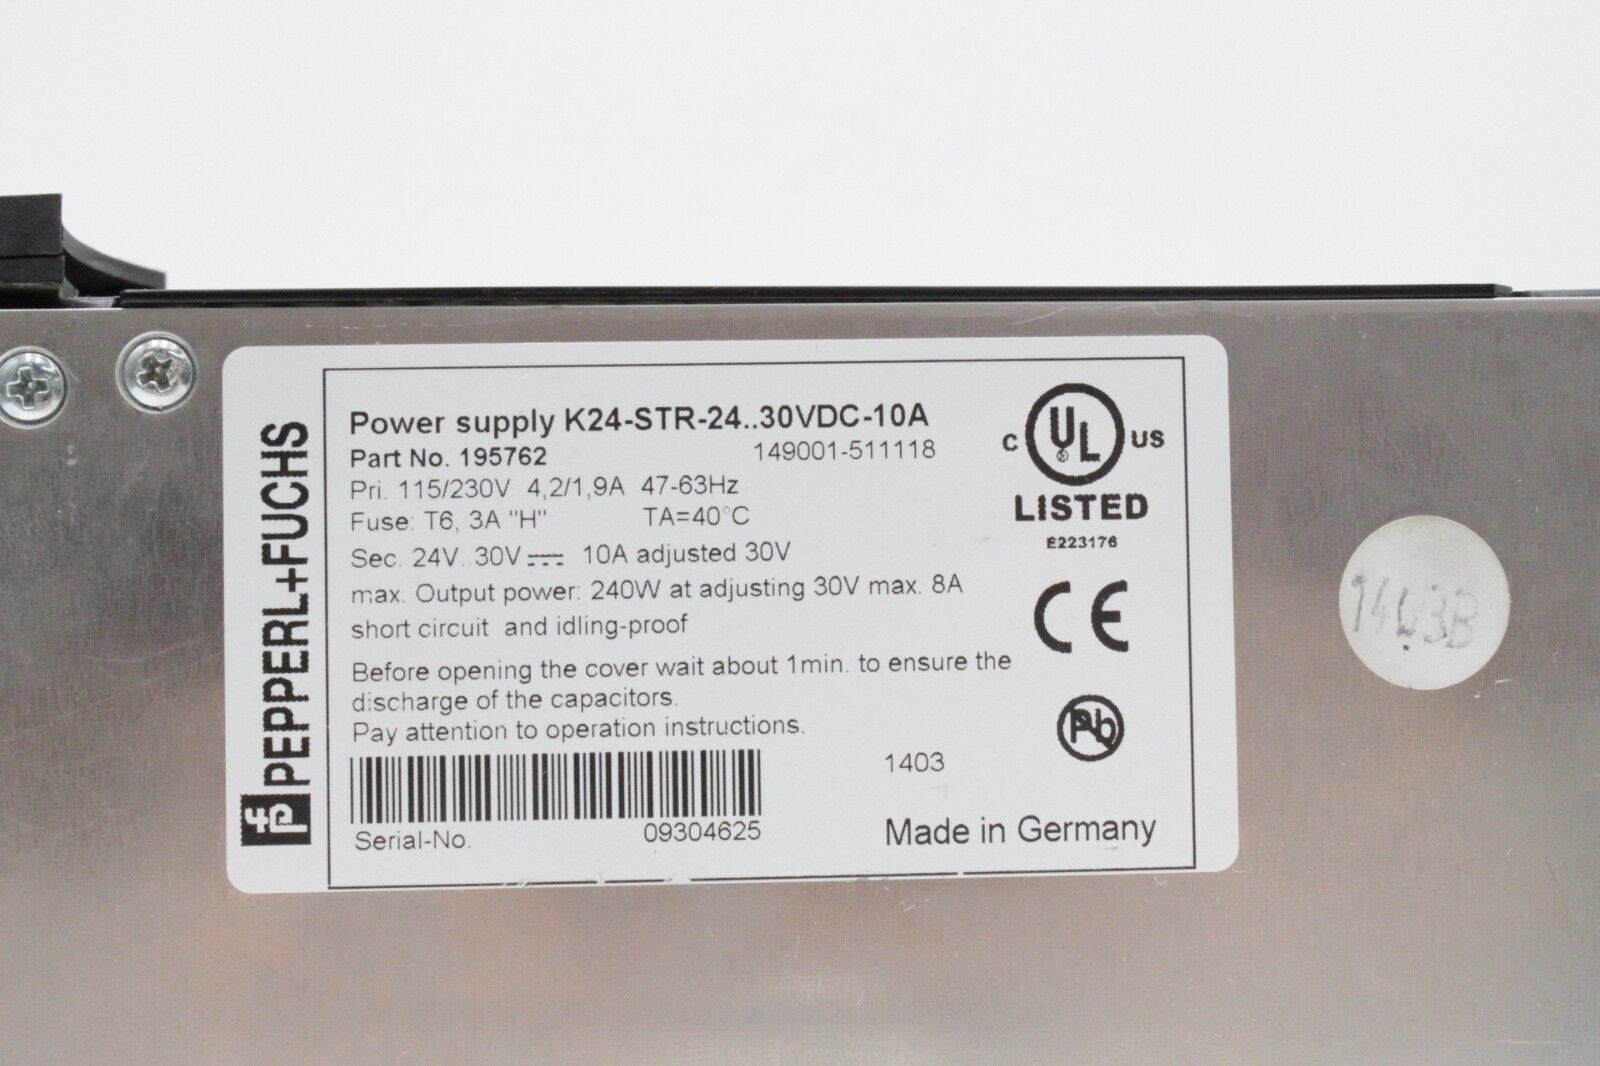 PEPPERL+FUCHS
Power supply K24-STR-24..30VDC-10A
Part No. 195762 149001-511118
Pri. 115/230V 4,2/1,9A 47-63Hz
Fuse: T6, 3A "H" TA=40°C
Sec. 24V..30V ⎓ 10A adjusted 30V
max. Output power: 240W at adjusting 30V max. 8A
short circuit and idling-proof
Before opening the cover wait about 1min. to ensure the
discharge of the capacitors.
Pay attention to operation instructions.
Serial-No. 09304625
1403
Made in Germany
C UL ® US
LISTED
E223176
CE
Pb